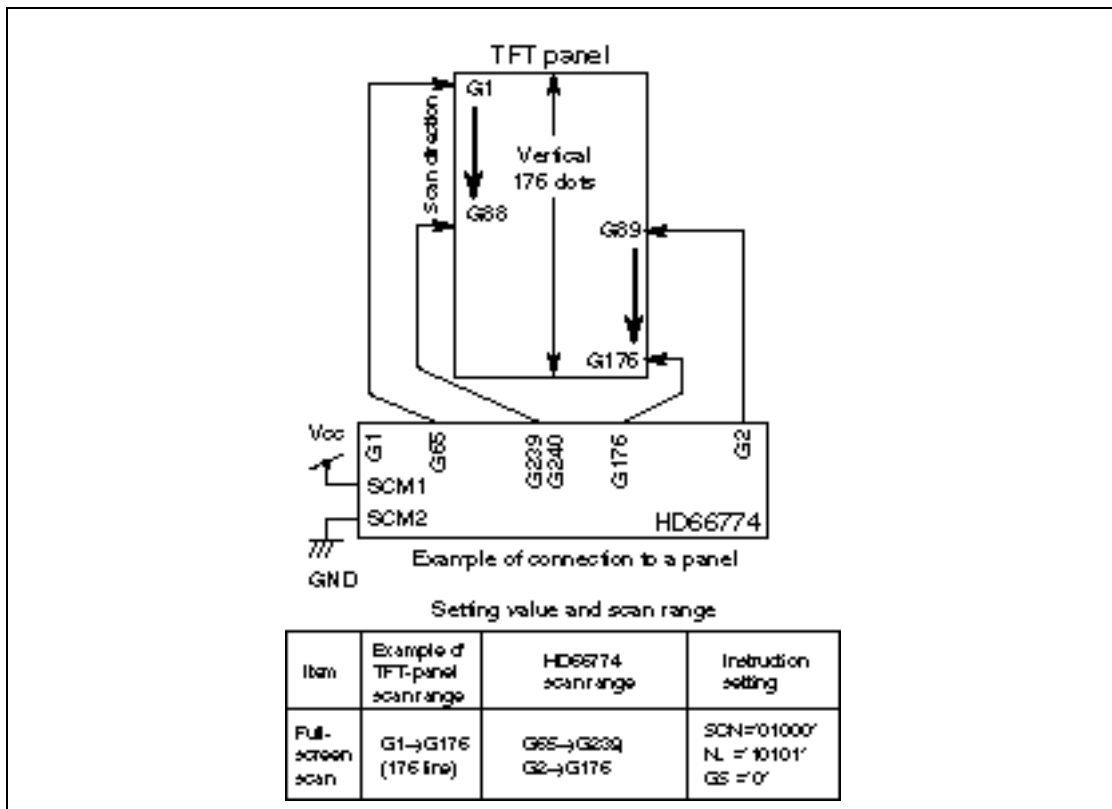 TFT panel
G1
Scan direction
Vertical
176 dots
G88
G89
G176
Vcc
G1
G65
G239
G240
G176
G2
SCM1
SCM2
HD66774
GND
Example of connection to a panel
Setting value and scan range
Item
Example of TFT-panel scan range
HD66774 scan range
Instruction setting
Full-screen scan
G1→G176
(176 line)
G65→G239,
G2→G176
SCN='01000'
NL ='10101'
GS ='0'